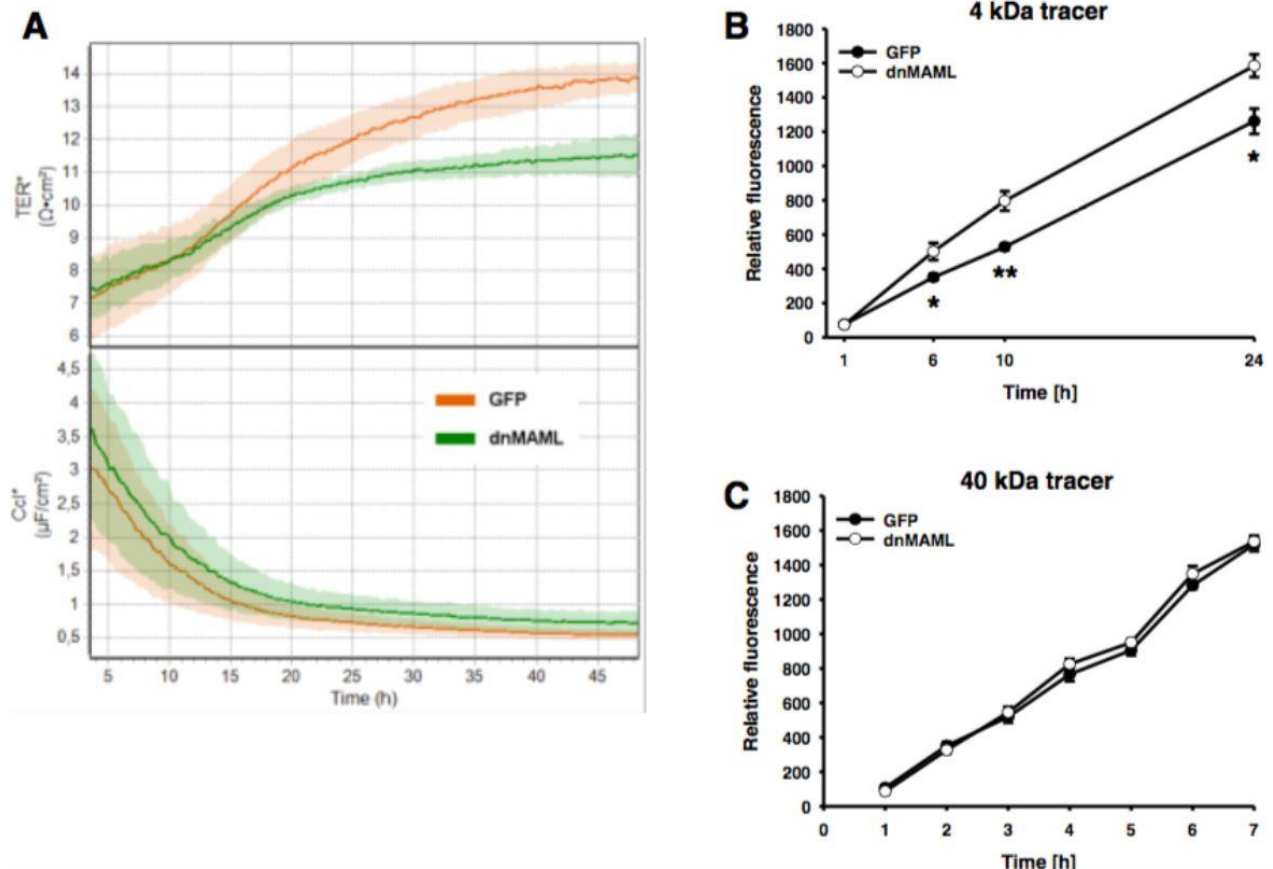 A
14
13
12
11
10
9
8
7
6
TER*
(Ω•cm²)
4,5
4
3,5
3
2,5
2
1,5
1
0,5
Ccl*
(µF/cm²)
GFP
dnMAML
5 10 15 20 25 30 35 40 45
Time (h)
B
4 kDa tracer
1800
1600
1400
1200
1000
800
600
400
200
0
Relative fluorescence
GFP
dnMAML
*
**
*
1 6 10 24
Time [h]
C
40 kDa tracer
1800
1600
1400
1200
1000
800
600
400
200
0
Relative fluorescence
GFP
dnMAML
0 1 2 3 4 5 6 7
Time [h]